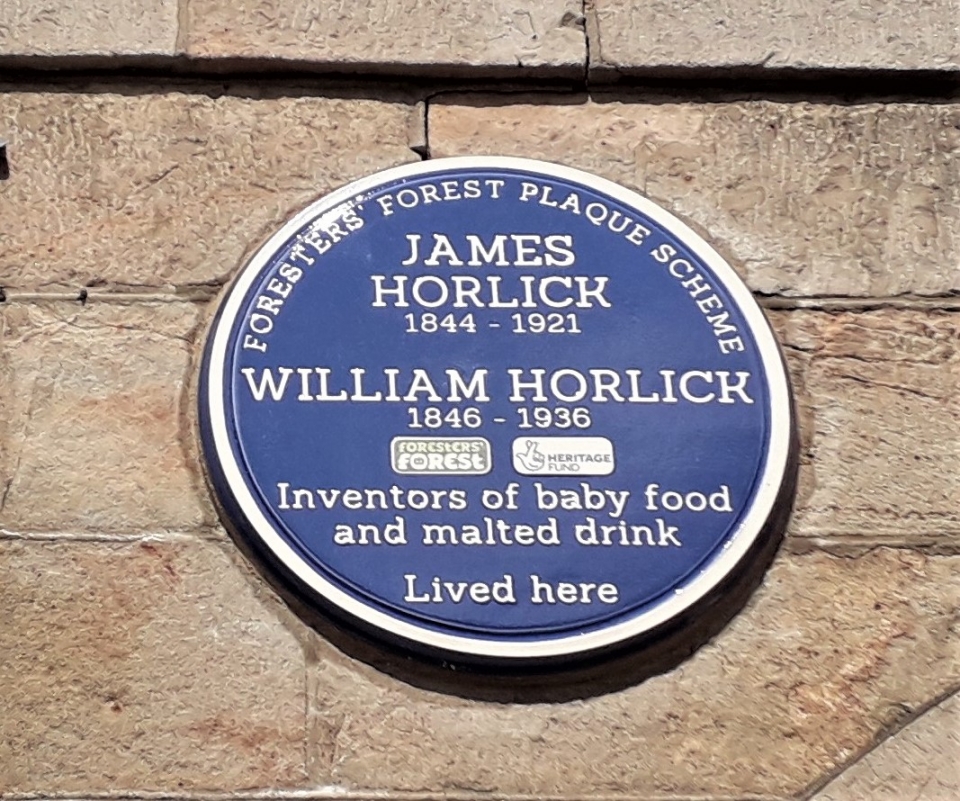 FORESTERS' FOREST PLAQUE SCHEME
JAMES
HORLICK
1844 - 1921
WILLIAM HORLICK
1846 - 1936
FORESTERS'
FOREST
HERITAGE
FUND
Inventors of baby food
and malted drink
Lived here